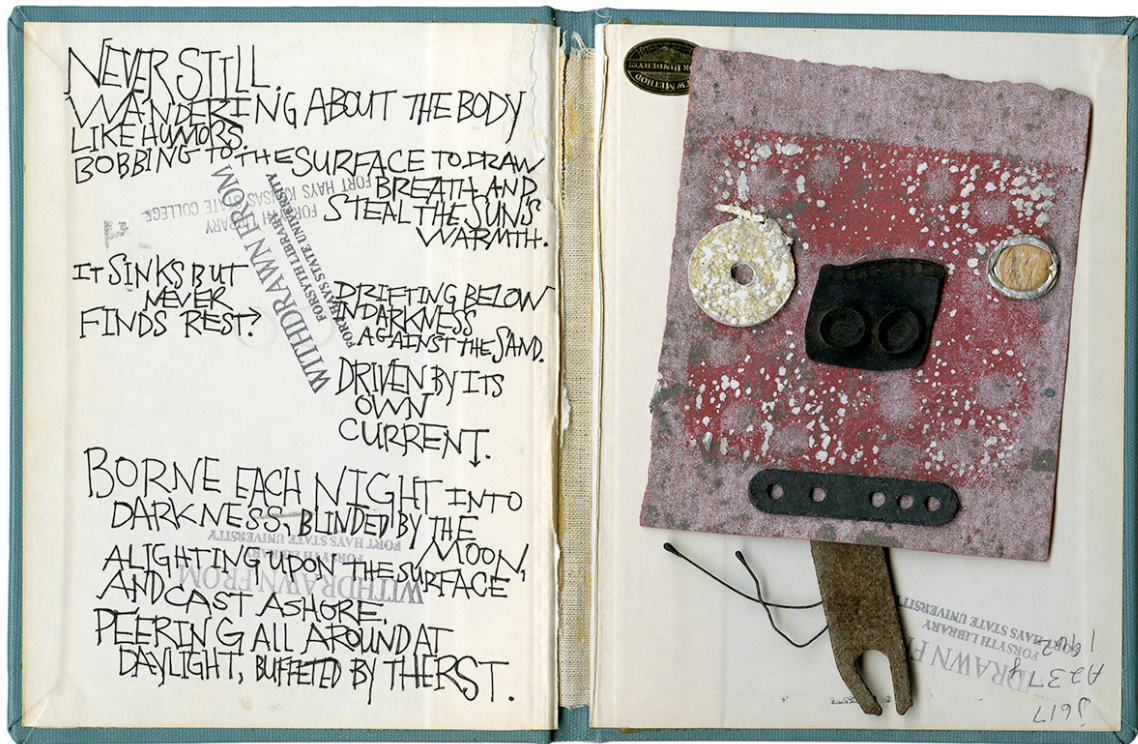 NEVER STILL.
WANDERING ABOUT THE BODY
LIKE HUMORS.
BOBBING TO THE SURFACE TO DRAW
BREATH AND
STEAL THE SUN'S
WARMTH.
IT SINKS BUT
NEVER
FINDS REST?
DRIFTING BELOW
IN DARKNESS
AGAINST THE SAND.
DRIVEN BY ITS
OWN
CURRENT.
BORNE EACH NIGHT INTO
DARKNESS, BLINDED BY THE
MOON,
ALIGHTING UPON THE SURFACE
AND CAST ASHORE.
PEERING ALL AROUND AT
DAYLIGHT, BUFFETED BY THERST.
FORT HAYS KANSAS STATE COLLEGE
WITHDRAWN FROM
FORSYTH LIBRARY
FORT HAYS STATE UNIVERSITY
WITHDRAWN FROM
FORSYTH LIBRARY
FORT HAYS STATE UNIVERSITY
METHOD
BINDERY
DRAWN
FORSYTH LIBRARY
FORT HAYS STATE UNIVERSITY
A237
j617